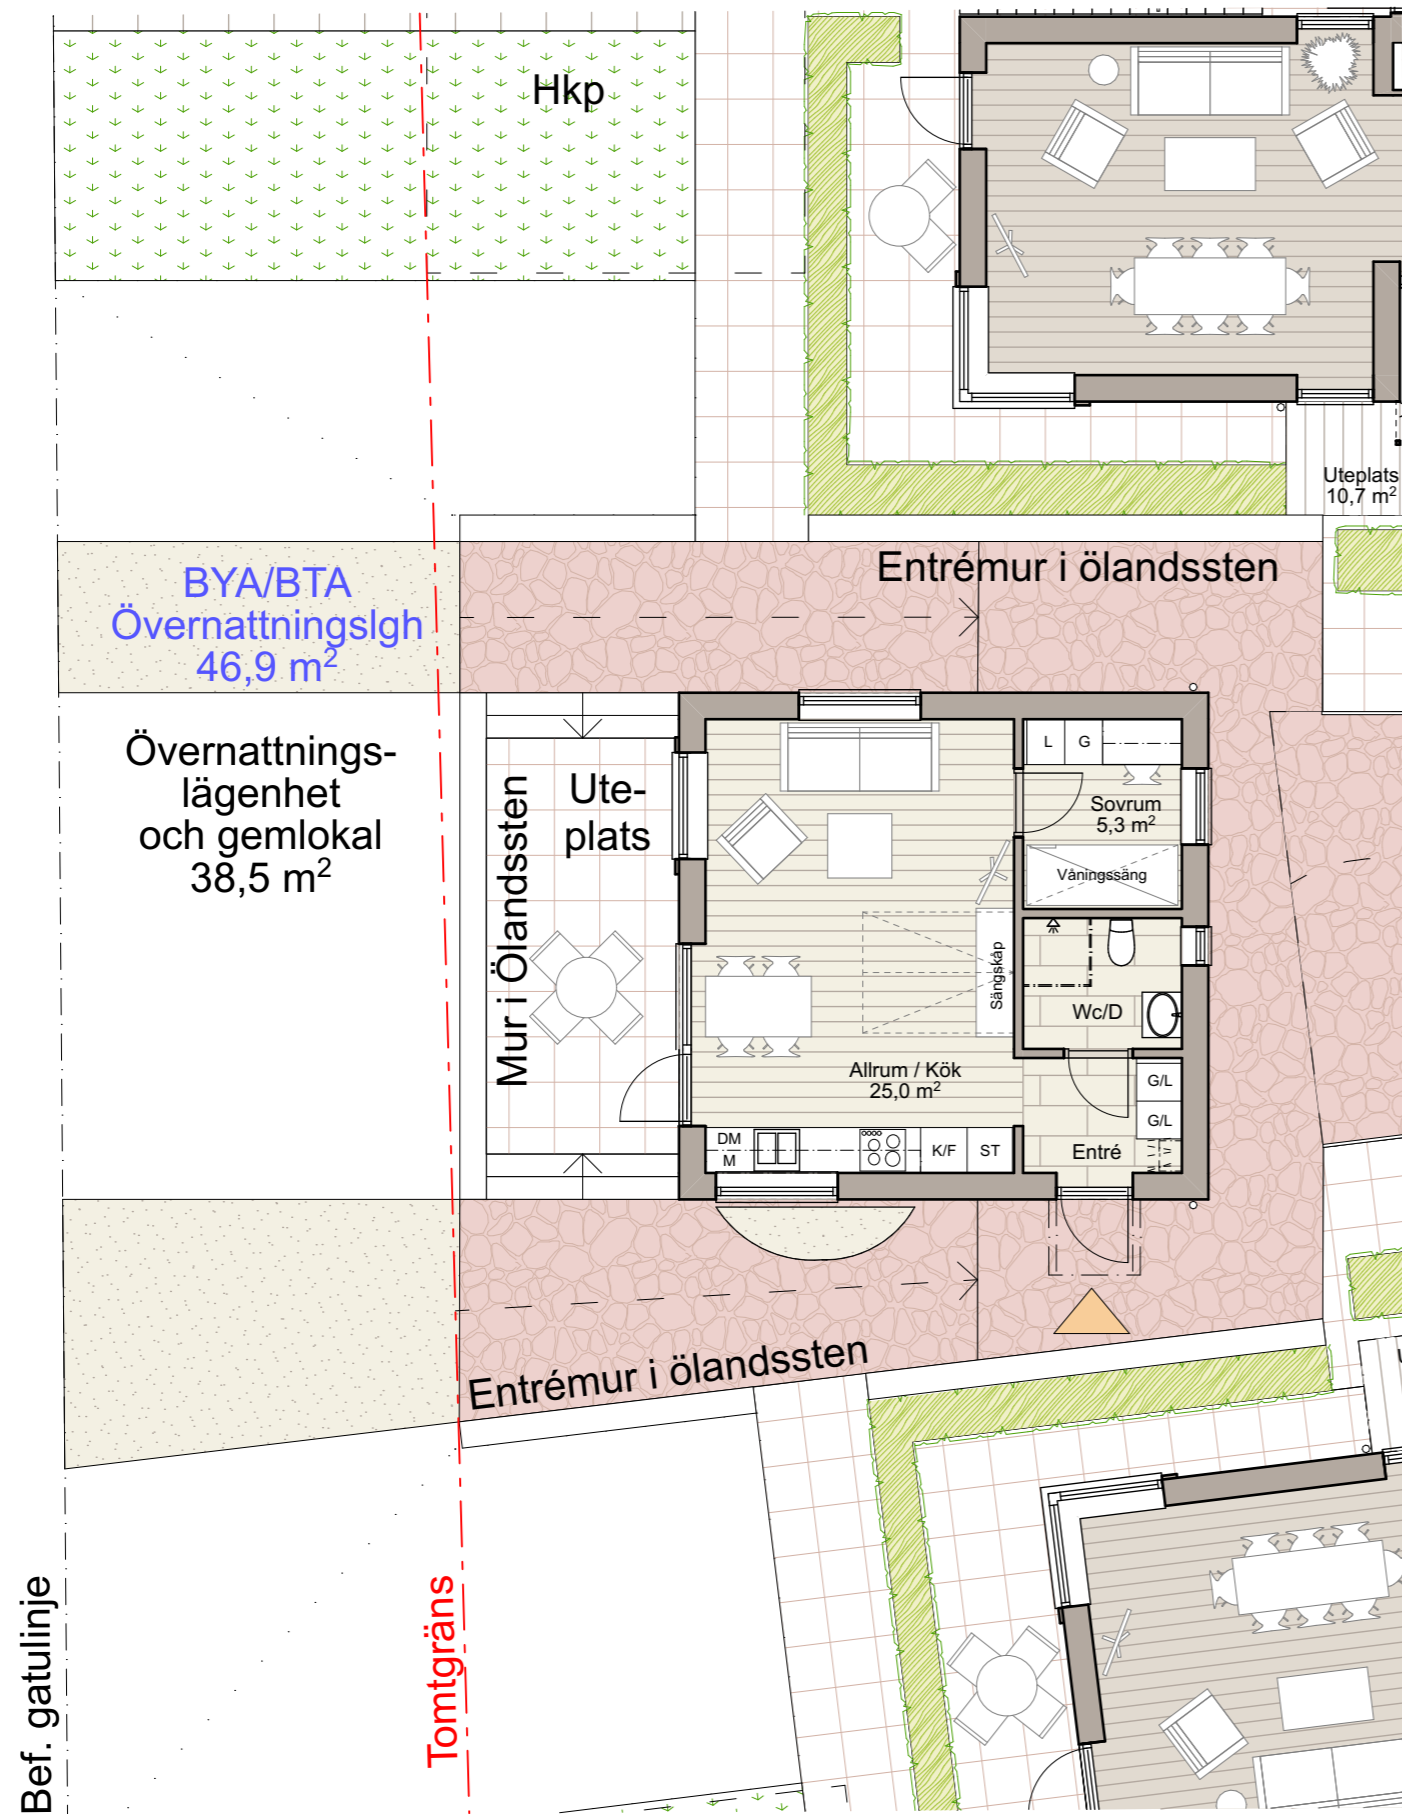 Hkp
Uteplats
10,7 m²
Entrémur i ölandssten
BYA/BTA
Övernattningslgh
46,9 m²
Övernattnings-
lägenhet
och gemlokal
38,5 m²
Mur i Ölandssten
Ute-
plats
L
G
Sovrum
5,3 m²
Våningssäng
Sängskåp
Wc/D
Allrum / Kök
25,0 m²
G/L
G/L
DM
M
K/F
ST
Entré
Entrémur i ölandssten
Bef. gatulinje
Tomtgräns